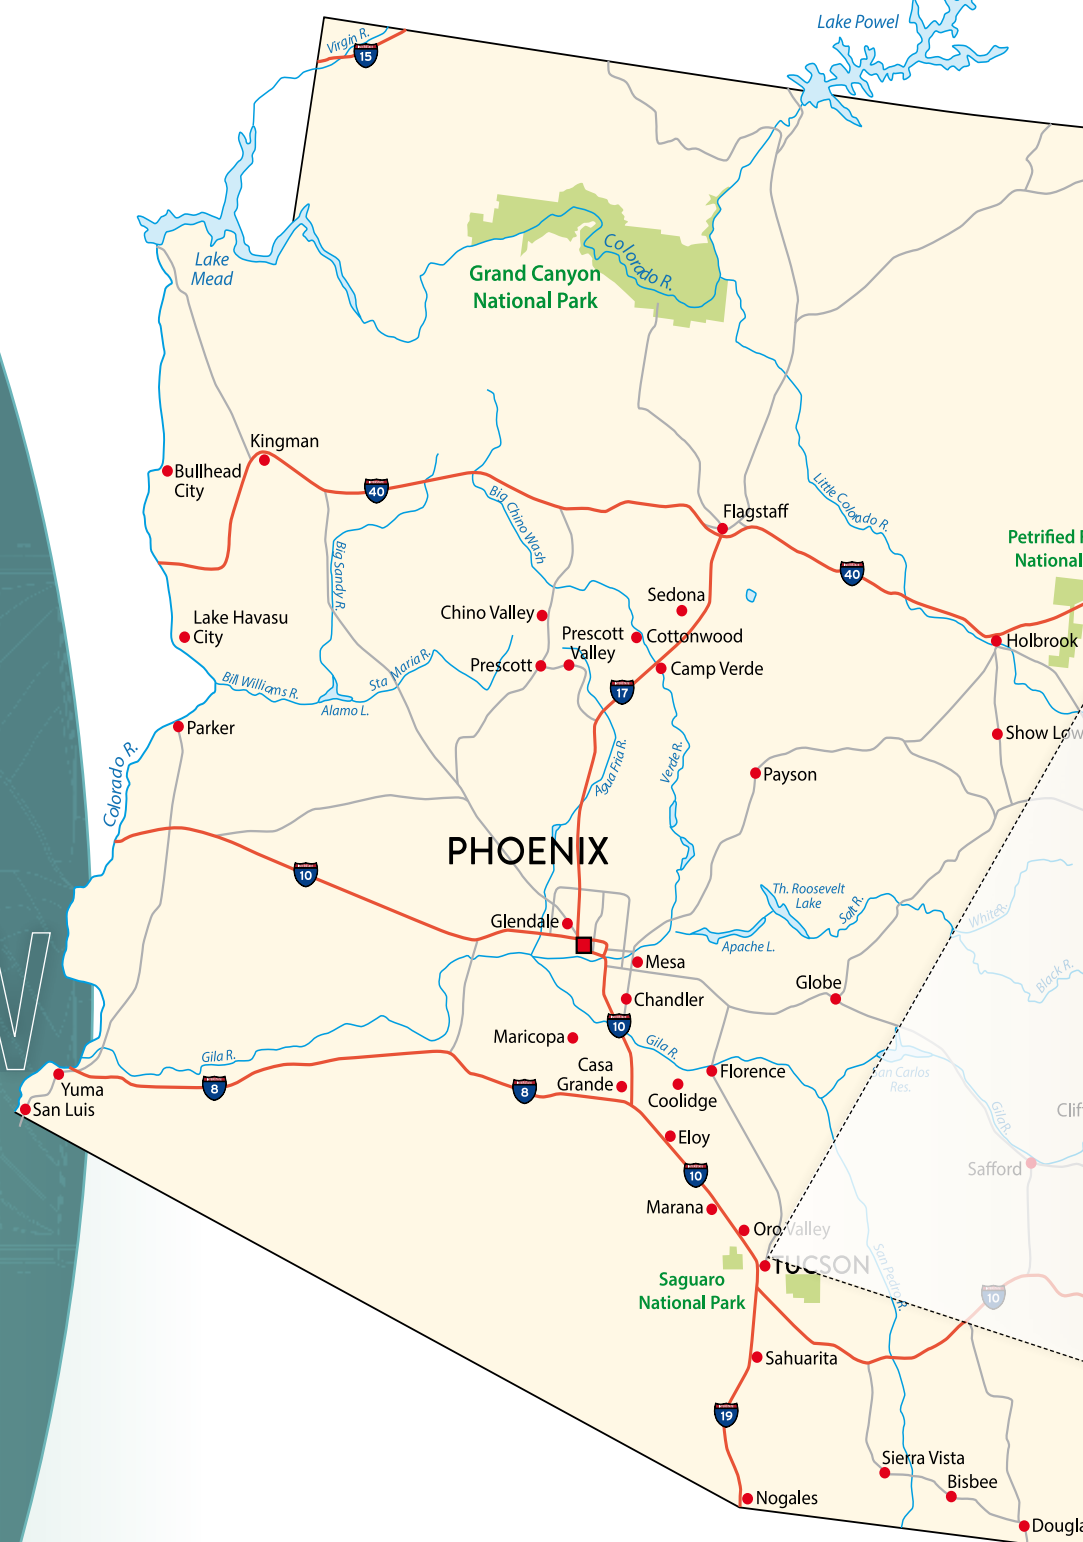 Lake Powel
Virgin R.
15
Lake
Mead
Colorado R.
Grand Canyon
National Park
Kingman
Bullhead
City
40
Big Chino Wash
Flagstaff
Little Colorado R.
Petrified
National
40
Big Sandy R.
Sedona
Chino Valley
Lake Havasu
City
Prescott
Valley
Cottonwood
Holbrook
Prescott
Camp Verde
Sta Maria R.
Bill Williams R.
17
Alamo L.
Parker
Show Low
Colorado R.
Agua Fria R.
Verde R.
Payson
PHOENIX
10
Th. Roosevelt
Lake
Salt R.
White R.
Glendale
Apache L.
Mesa
Black R.
Globe
Chandler
10
Maricopa
Gila R.
Gila R.
Casa
Grande
Florence
San Carlos
Res.
Yuma
8
8
Coolidge
San Luis
Gila R.
Clif
Eloy
10
Safford
Marana
Oro Valley
TUCSON
San Pedro R.
Saguaro
National Park
10
Sahuarita
19
Sierra Vista
Bisbee
Nogales
Dougla